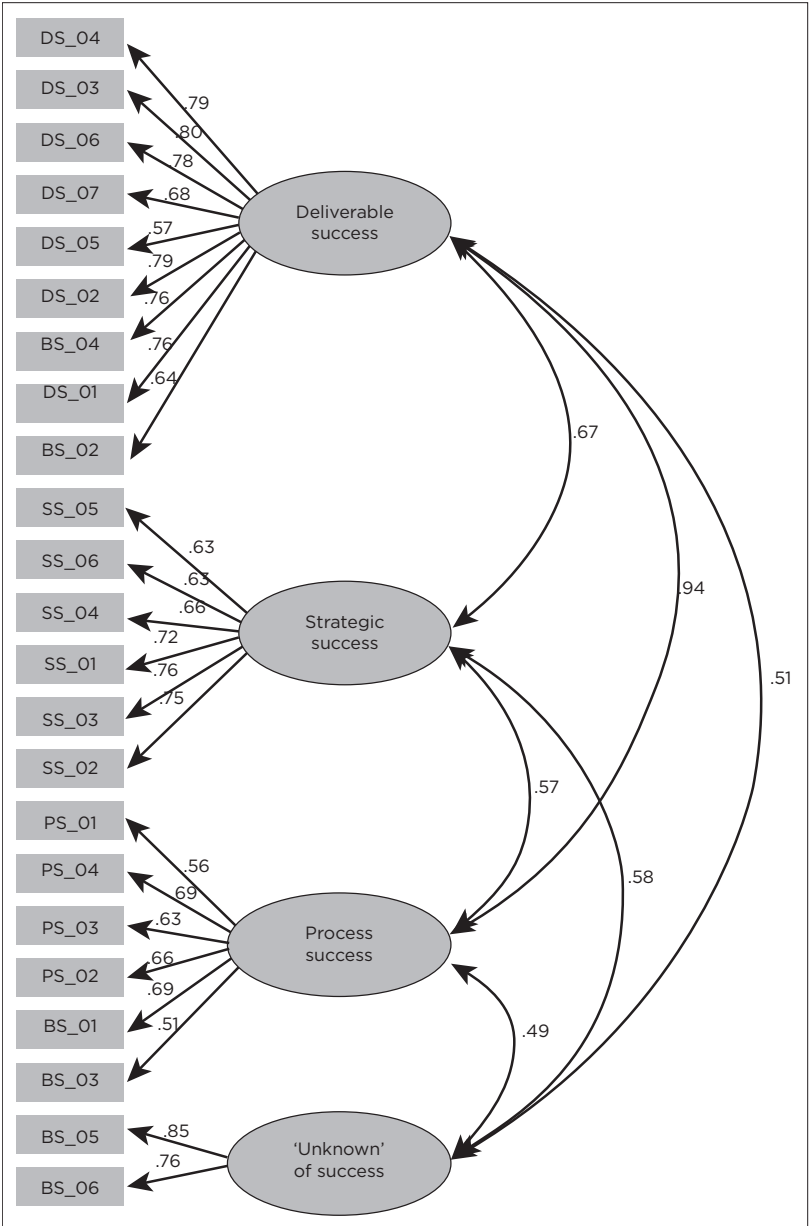 DS_04
DS_03
DS_06
DS_07
DS_05
DS_02
BS_04
DS_01
BS_02
.79
.80
.78
.68
.57
.79
.76
.76
.64
Deliverable
success
SS_05
SS_06
SS_04
SS_01
SS_03
SS_02
.63
.63
.66
.72
.76
.75
Strategic
success
PS_01
PS_04
PS_03
PS_02
BS_01
BS_03
.56
.69
.63
.66
.69
.51
Process
success
BS_05
BS_06
.85
.76
'Unknown'
of success
.67
.94
.51
.57
.58
.49